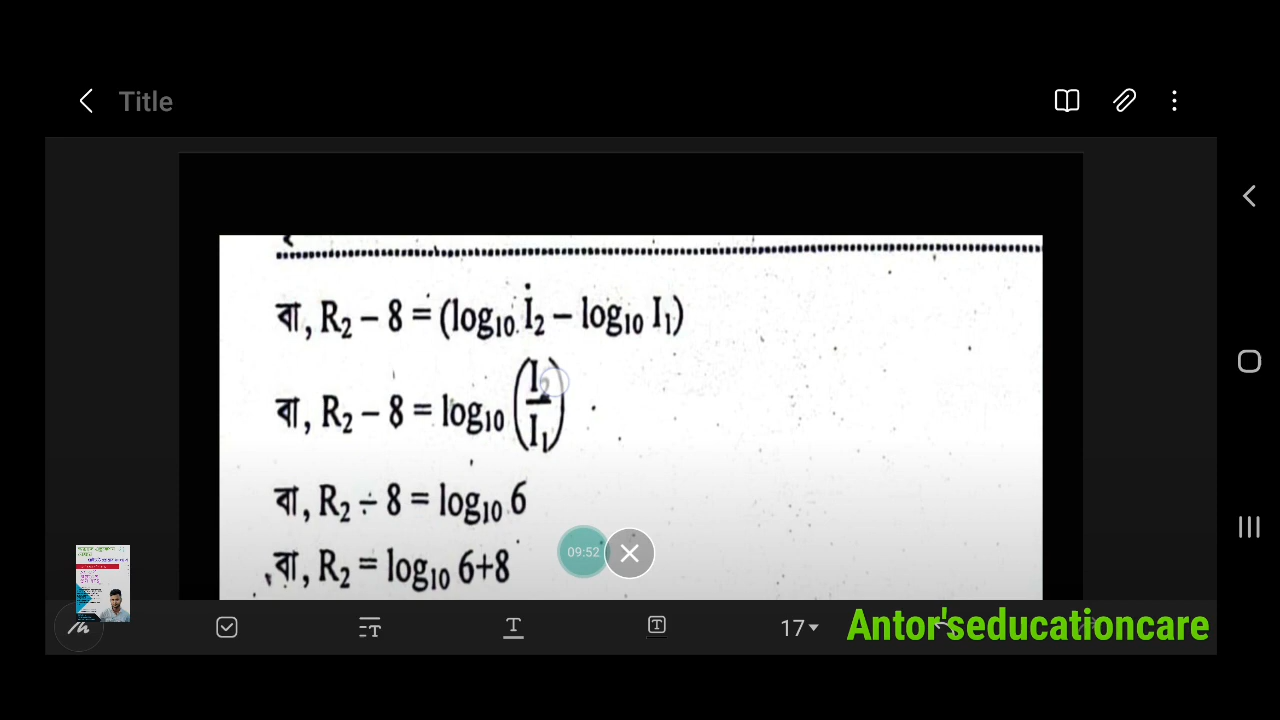 Title
বা, R₂ – 8 = (log₁₀ I₂ – log₁₀ I₁)
বা, R₂ – 8 = log₁₀ (I₂/I₁)
বা, R₂ ÷ 8 = log₁₀ 6
বা, R₂ = log₁₀ 6+8
09:52
17
Antor'seducationcare